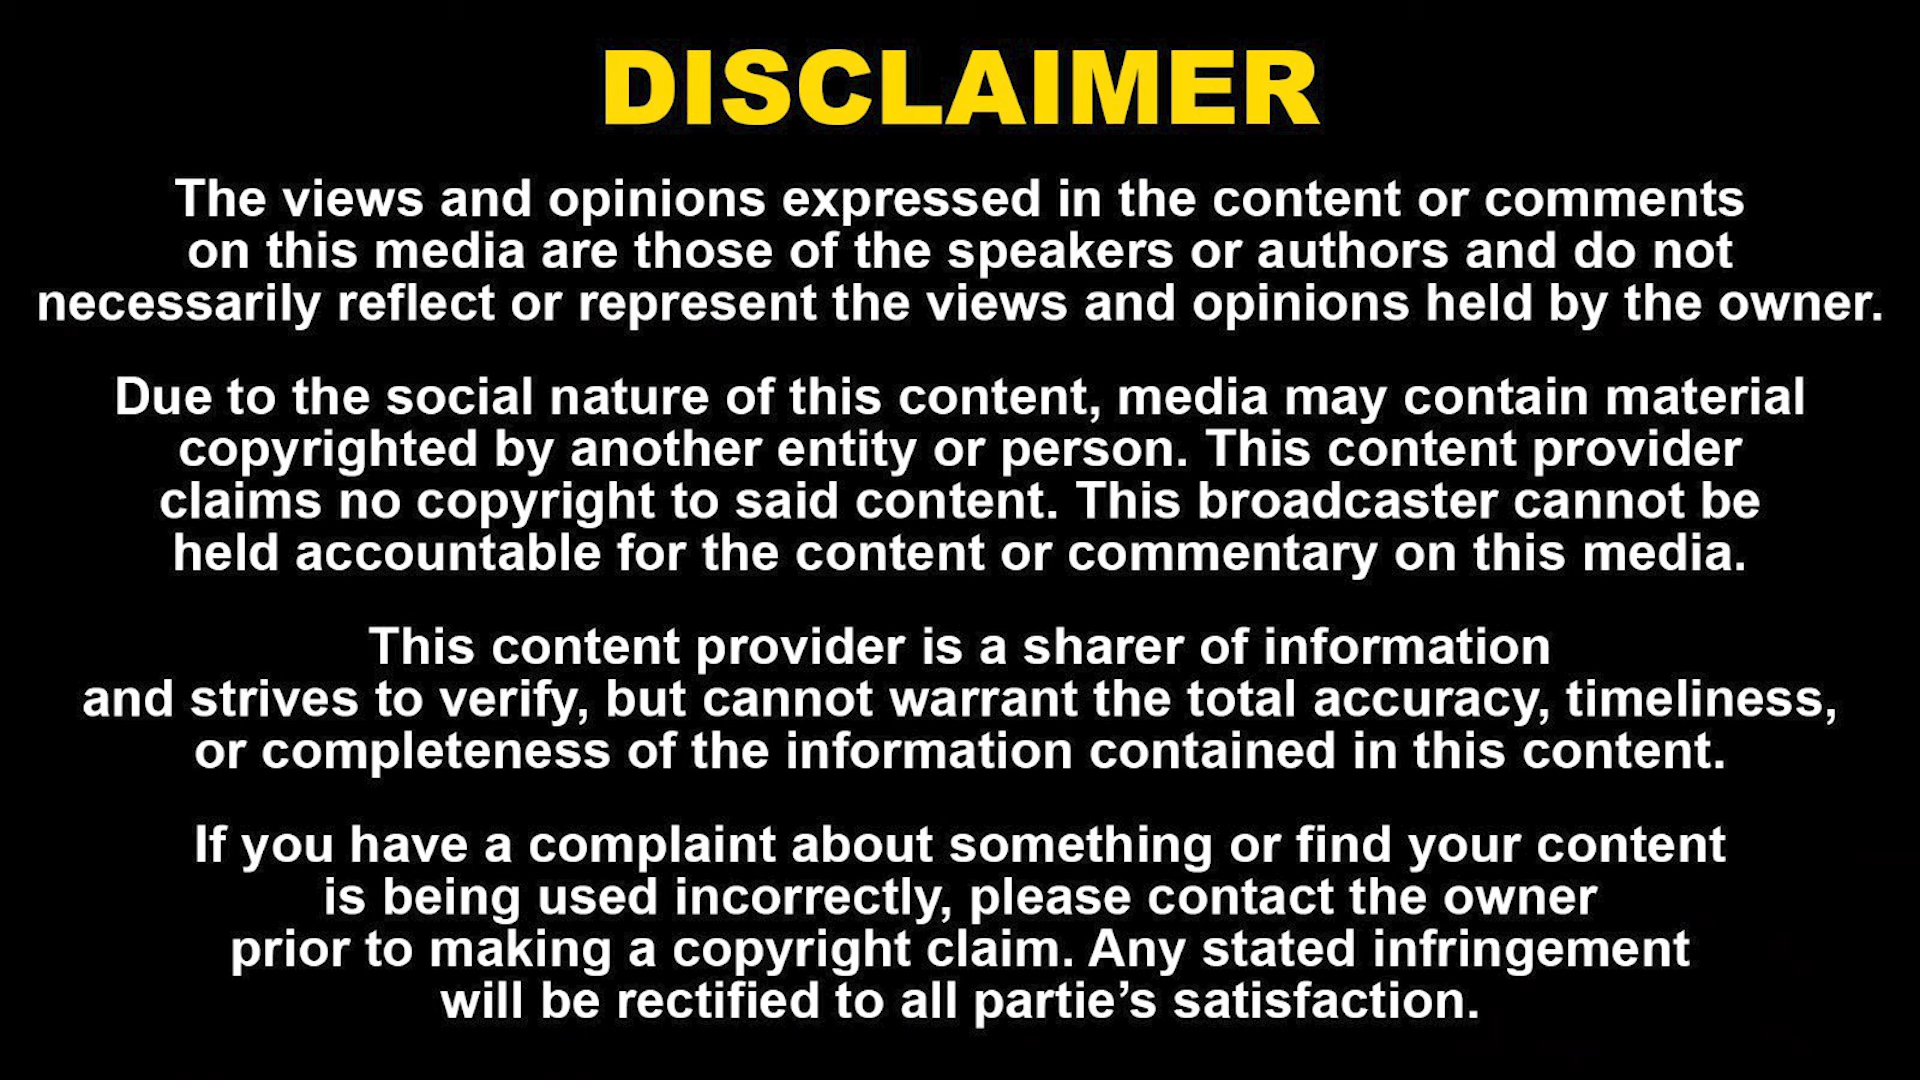 DISCLAIMER
The views and opinions expressed in the content or comments
on this media are those of the speakers or authors and do not
necessarily reflect or represent the views and opinions held by the owner.
Due to the social nature of this content, media may contain material
copyrighted by another entity or person. This content provider
claims no copyright to said content. This broadcaster cannot be
held accountable for the content or commentary on this media.
This content provider is a sharer of information
and strives to verify, but cannot warrant the total accuracy, timeliness,
or completeness of the information contained in this content.
If you have a complaint about something or find your content
is being used incorrectly, please contact the owner
prior to making a copyright claim. Any stated infringement
will be rectified to all partie’s satisfaction.